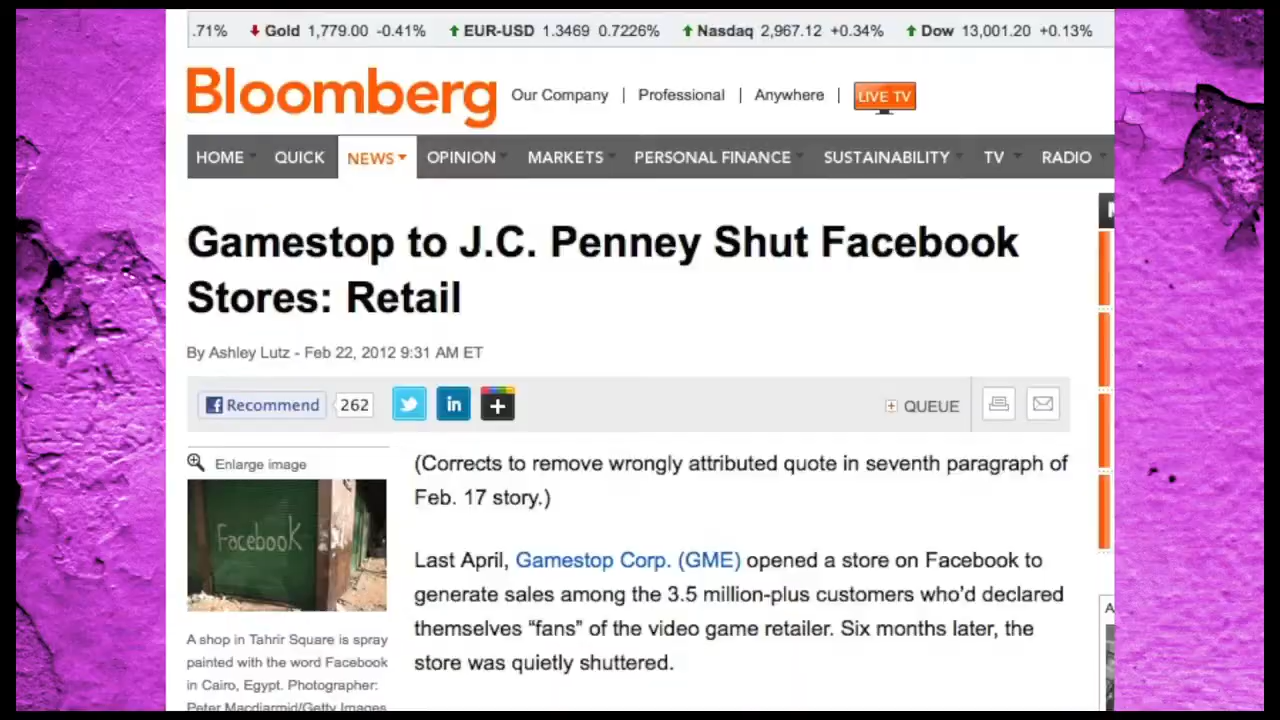 .71% Gold 1,779.00 -0.41% EUR-USD 1.3469 0.7226% Nasdaq 2,967.12 +0.34% Dow 13,001.20 +0.13%
Bloomberg Our Company | Professional | Anywhere | LIVE TV
HOME QUICK NEWS OPINION MARKETS PERSONAL FINANCE SUSTAINABILITY TV RADIO
Gamestop to J.C. Penney Shut Facebook
Stores: Retail
By Ashley Lutz - Feb 22, 2012 9:31 AM ET
f Recommend 262 in + QUEUE
Enlarge image
Facebook
A shop in Tahrir Square is spray
painted with the word Facebook
in Cairo, Egypt. Photographer:
Peter Macdiarmid/Getty Images
(Corrects to remove wrongly attributed quote in seventh paragraph of
Feb. 17 story.)
Last April, Gamestop Corp. (GME) opened a store on Facebook to
generate sales among the 3.5 million-plus customers who'd declared
themselves “fans” of the video game retailer. Six months later, the
store was quietly shuttered.